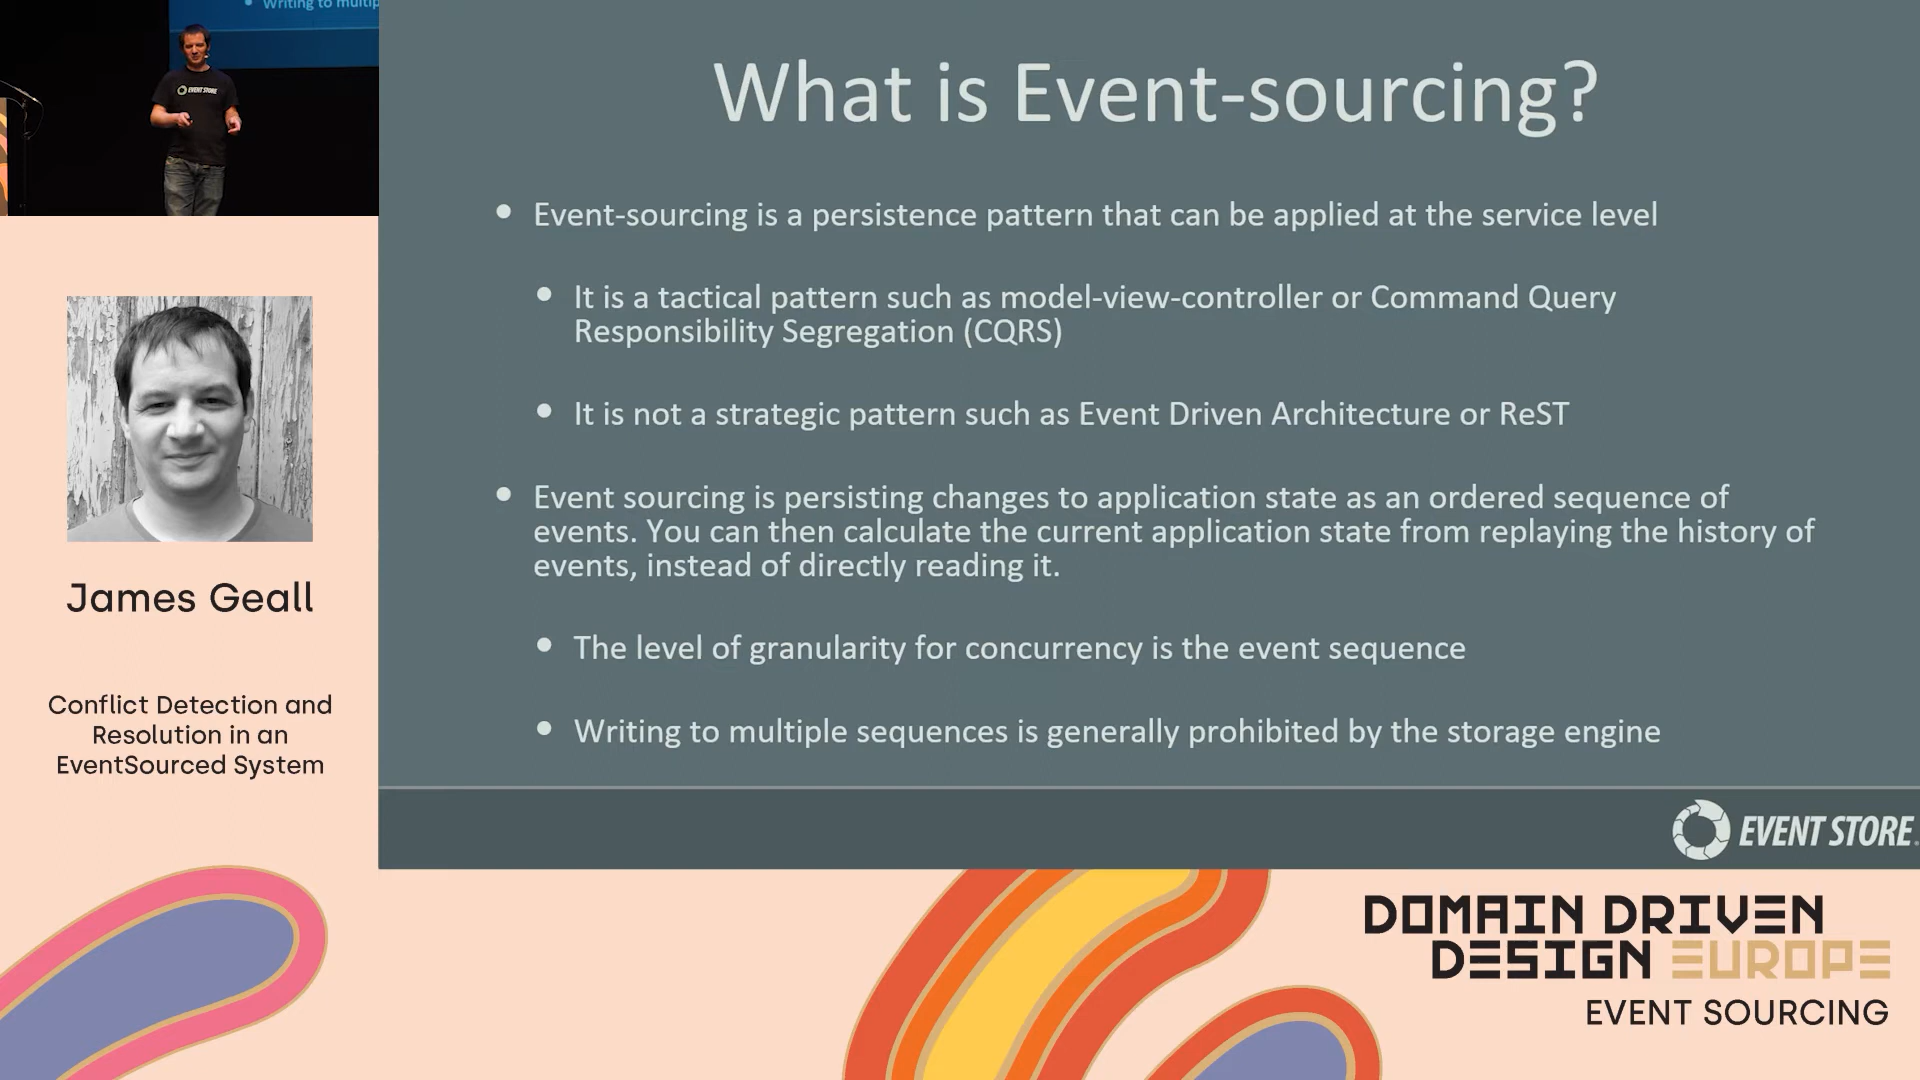 Writing to multip
EVENT STORE
James Geall
Conflict Detection and
Resolution in an
EventSourced System
What is Event-sourcing?
• Event-sourcing is a persistence pattern that can be applied at the service level
• It is a tactical pattern such as model-view-controller or Command Query
Responsibility Segregation (CQRS)
• It is not a strategic pattern such as Event Driven Architecture or ReST
• Event sourcing is persisting changes to application state as an ordered sequence of
events. You can then calculate the current application state from replaying the history of
events, instead of directly reading it.
• The level of granularity for concurrency is the event sequence
• Writing to multiple sequences is generally prohibited by the storage engine
EVENT STORE
DOMAIN DRIVEN
DESIGN EUROPE
EVENT SOURCING